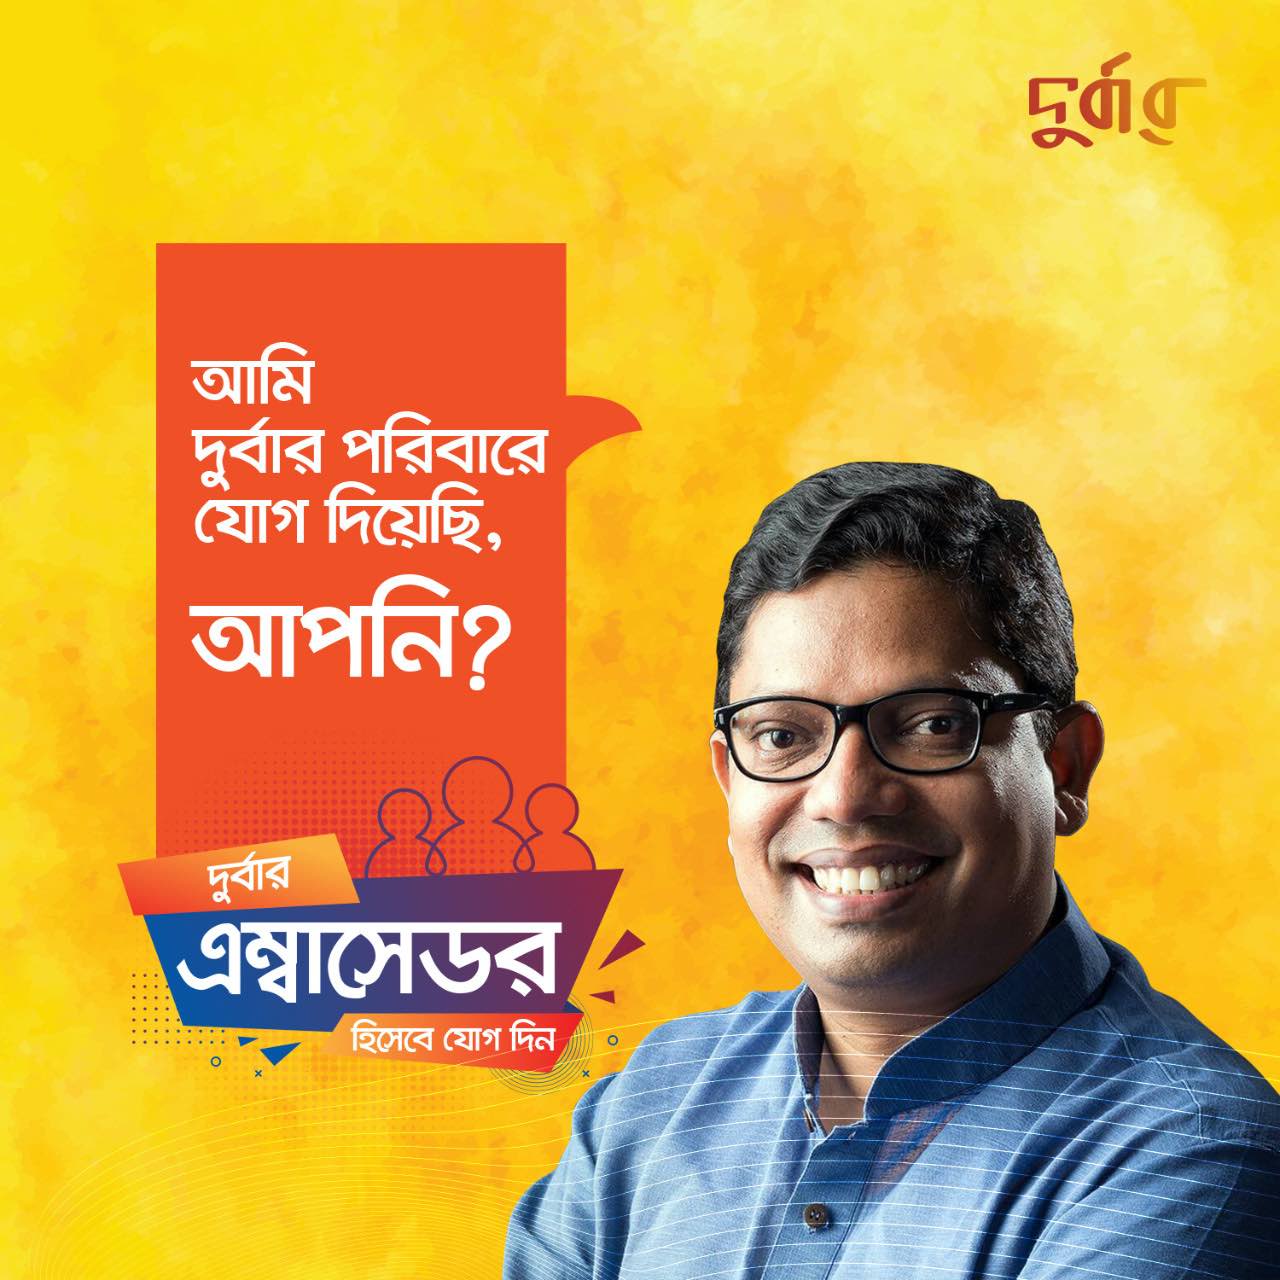 দুর্বার
আমি
দুর্বার পরিবারে
যোগ দিয়েছি,
আপনি?
দুর্বার
এম্বাসেডর
হিসেবে যোগ দিন